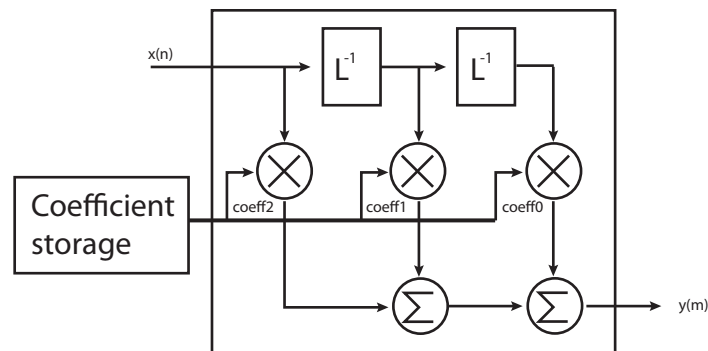 x(n)
L⁻¹
L⁻¹
Coefficient
storage
coeff2
coeff1
coeff0
Σ
Σ
y(m)